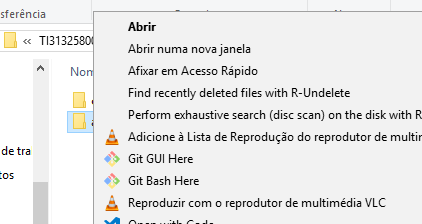 sferência
Abrir
TI31325800
Abrir numa nova janela
Afixar em Acesso Rápido
Nom
Find recently deleted files with R-Undelete
Perform exhaustive search (disc scan) on the disk with R
Adicione à Lista de Reprodução do reprodutor de multi
de tra
Git GUI Here
tos
Git Bash Here
Reproduzir com o reprodutor de multimédia VLC
Open with Code